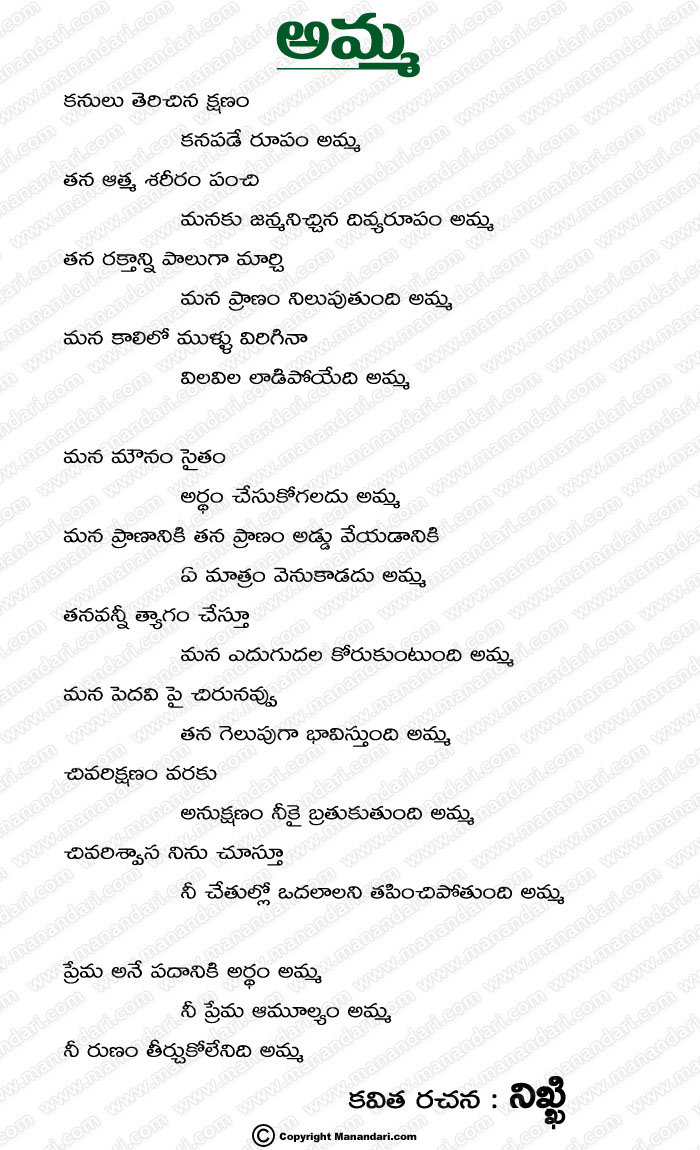 అమ్మ
కనులు తెరిచిన క్షణం
కనపడే రూపం అమ్మ
తన ఆత్మ శరీరం పంచి
మనకు జన్మనిచ్చిన దివ్యరూపం అమ్మ
తన రక్తాన్ని పాలుగా మార్చి
మన ప్రాణం నిలుపుతుంది అమ్మ
మన కాలిలో ముళ్ళు విరిగినా
విలవిల లాడిపోయేది అమ్మ
మన మౌనం సైతం
అర్థం చేసుకోగలదు అమ్మ
మన ప్రాణానికి తన ప్రాణం అడ్డు వేయడానికి
ఏ మాత్రం వెనుకాడదు అమ్మ
తనవన్నీ త్యాగం చేస్తూ
మన ఎదుగుదల కోరుకుంటుంది అమ్మ
మన పెదవి పై చిరునవ్వు
తన గెలుపుగా భావిస్తుంది అమ్మ
చివరిక్షణం వరకు
అనుక్షణం నీకై బ్రతుకుతుంది అమ్మ
చివరిశ్వాస నిను చూస్తూ
నీ చేతుల్లో ఒదలాలని తపించిపోతుంది అమ్మ
ప్రేమ అనే పదానికి అర్థం అమ్మ
నీ ప్రేమ ఆమూల్యం అమ్మ
నీ రుణం తీర్చుకోలేనిది అమ్మ
కవిత రచన : నిఖ్ఖి
© Copyright Manandari.com
www.manandari.com